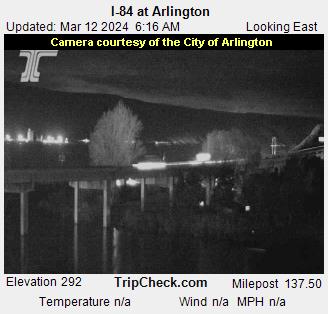 I-84 at Arlington
Updated: Mar 12 2024 6:16 AM Looking East
Camera courtesy of the City of Arlington
Elevation 292 TripCheck.com Milepost 137.50
Temperature n/a Wind n/a MPH n/a